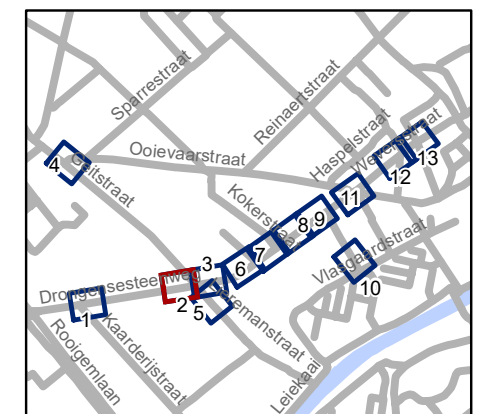 Sparrestraat
Reinaertstraat
Haspelstraat
Weversstraat
13
12
Ooievaarstraat
4
Geitstraat
Kokerstraat
11
8
9
7
6
3
Vlasgaardstraat
10
Drongensesteenweg
2
5
1
Rooigemlaan
Kaarderijstraat
Leiekaai